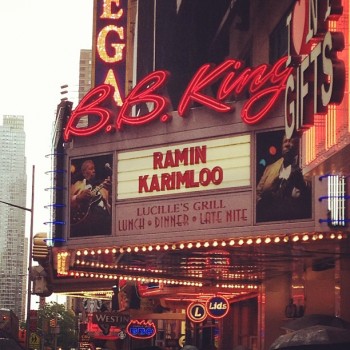 EGA
B.B. King
I
GIFTS
RAMIN
KARIMLOO
LUCILLE'S GRILL
LUNCH • DINNER • LATE NITE
Lids
WESTIN